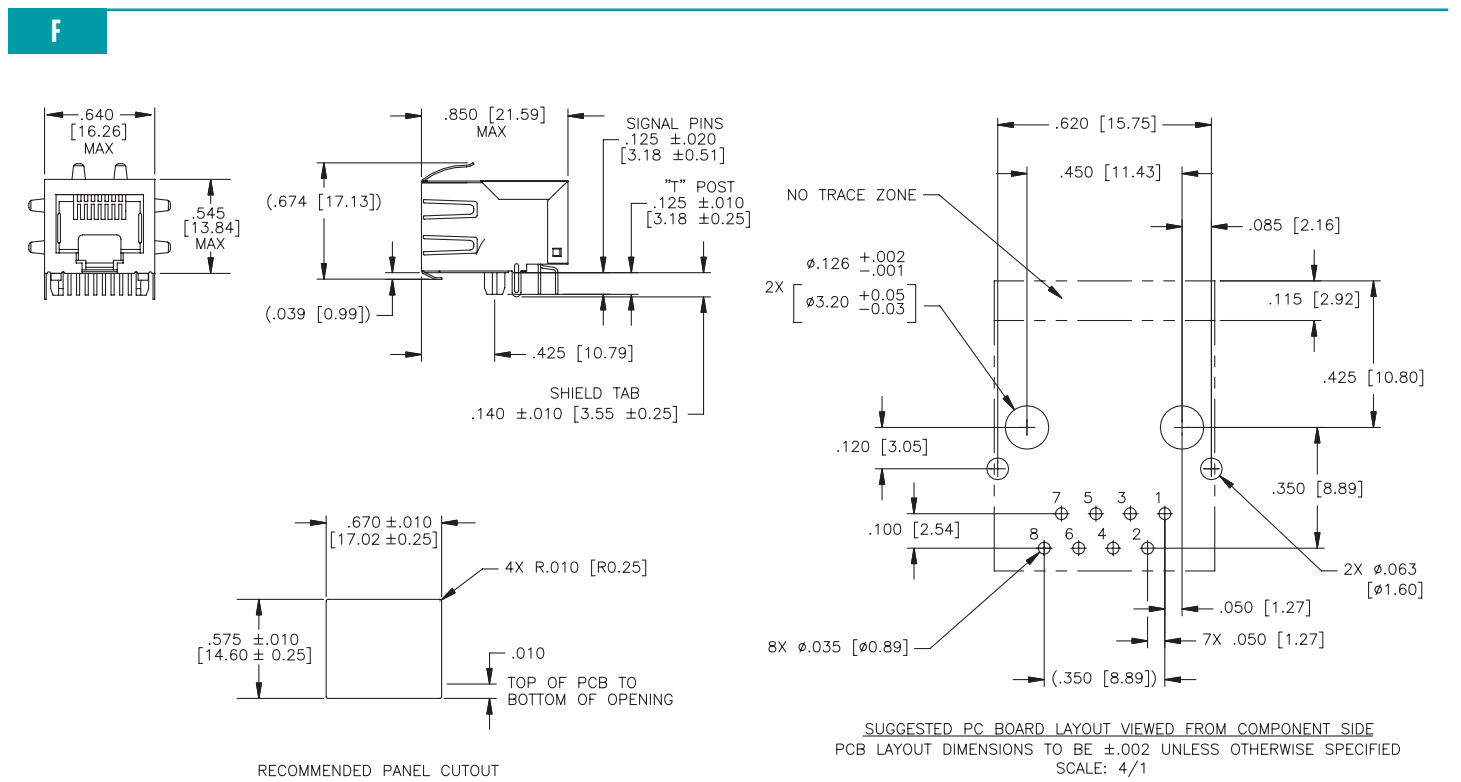 F
.640
[16.26]
MAX
.545
[13.84]
MAX
.850 [21.59]
MAX
SIGNAL PINS
.125 ±.020
[3.18 ±0.51]
"T" POST
.125 ±.010
[3.18 ±0.25]
(.674 [17.13])
(.039 [0.99])
.425 [10.79]
SHIELD TAB
.140 ±.010 [3.55 ±0.25]
.670 ±.010
[17.02 ±0.25]
4X R.010 [R0.25]
.575 ±.010
[14.60 ± 0.25]
.010
TOP OF PCB TO
BOTTOM OF OPENING
RECOMMENDED PANEL CUTOUT
.620 [15.75]
.450 [11.43]
NO TRACE ZONE
.085 [2.16]
2X ø.126 +.002 -.001
[ø3.20 +0.05 -0.03]
.115 [2.92]
.425 [10.80]
.120 [3.05]
.350 [8.89]
7 5 3 1
.100 [2.54]
8 6 4 2
2X ø.063
[ø1.60]
.050 [1.27]
8X ø.035 [ø0.89]
7X .050 [1.27]
(.350 [8.89])
SUGGESTED PC BOARD LAYOUT VIEWED FROM COMPONENT SIDE
PCB LAYOUT DIMENSIONS TO BE ±.002 UNLESS OTHERWISE SPECIFIED
SCALE: 4/1